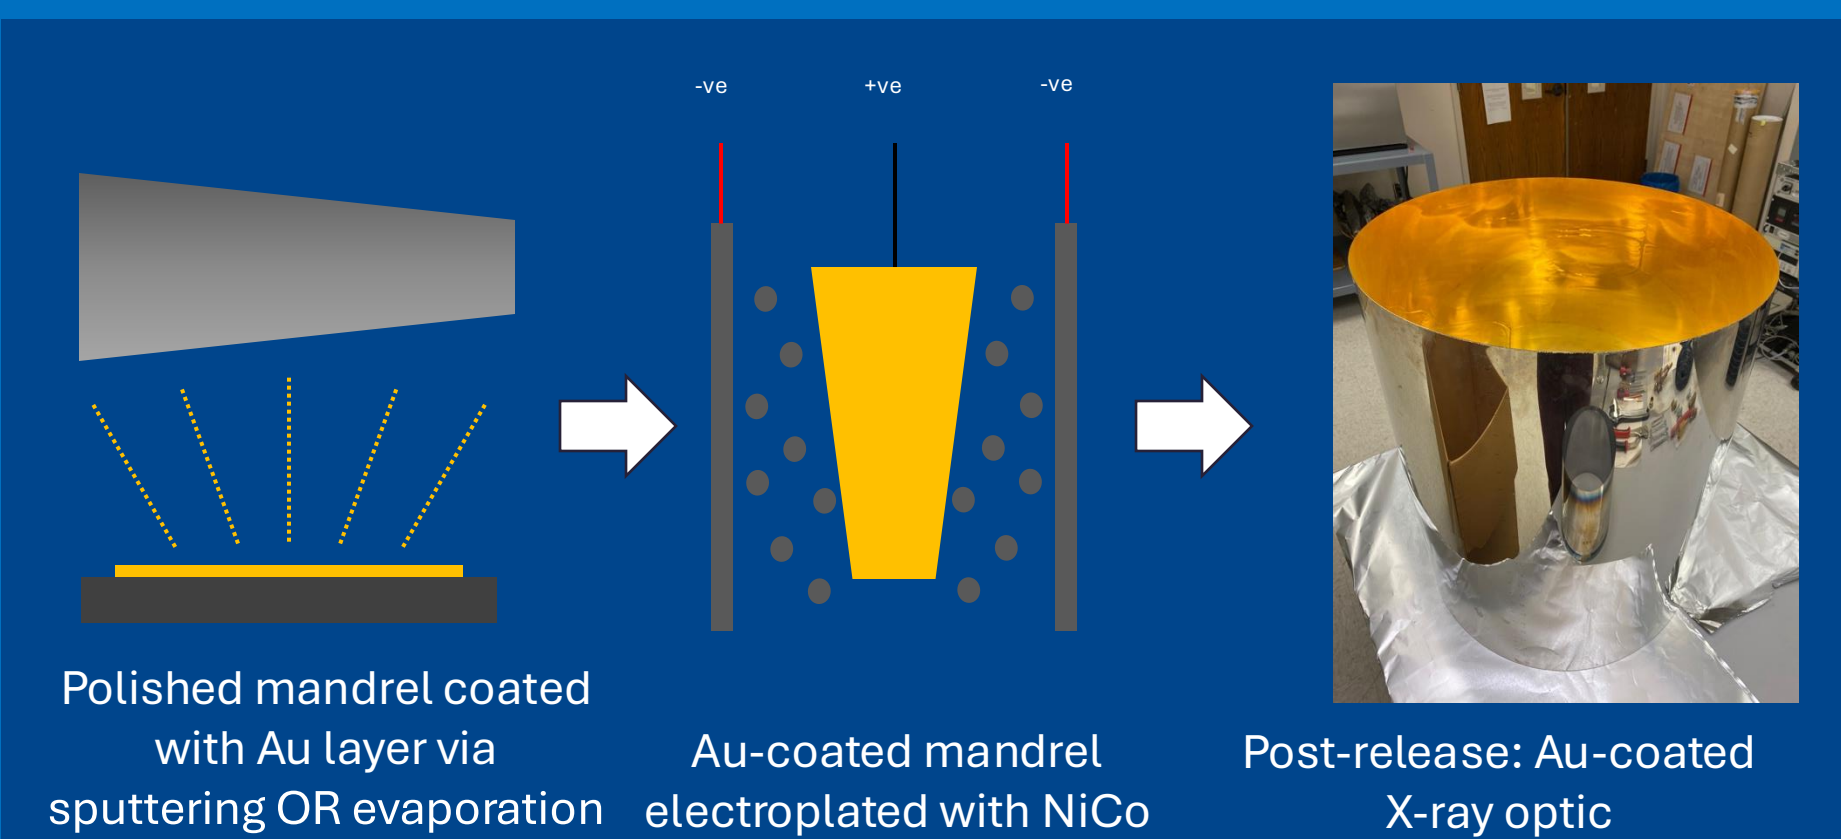 -ve
+ve
-ve
Polished mandrel coated
with Au layer via
sputtering OR evaporation
Au-coated mandrel
electroplated with NiCo
Post-release: Au-coated
X-ray optic